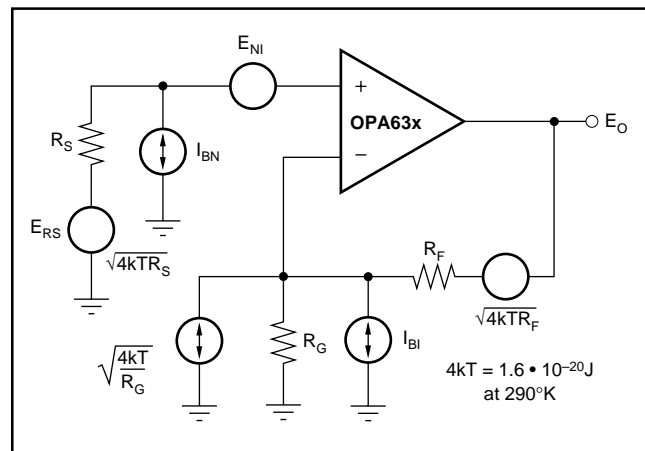 E_NI
+
OPA63x
−
E_O
R_S
I_BN
E_RS
√4kTR_S
R_F
√4kTR_F
√4kT/R_G
R_G
I_BI
4kT = 1.6 • 10^–20J
at 290°K